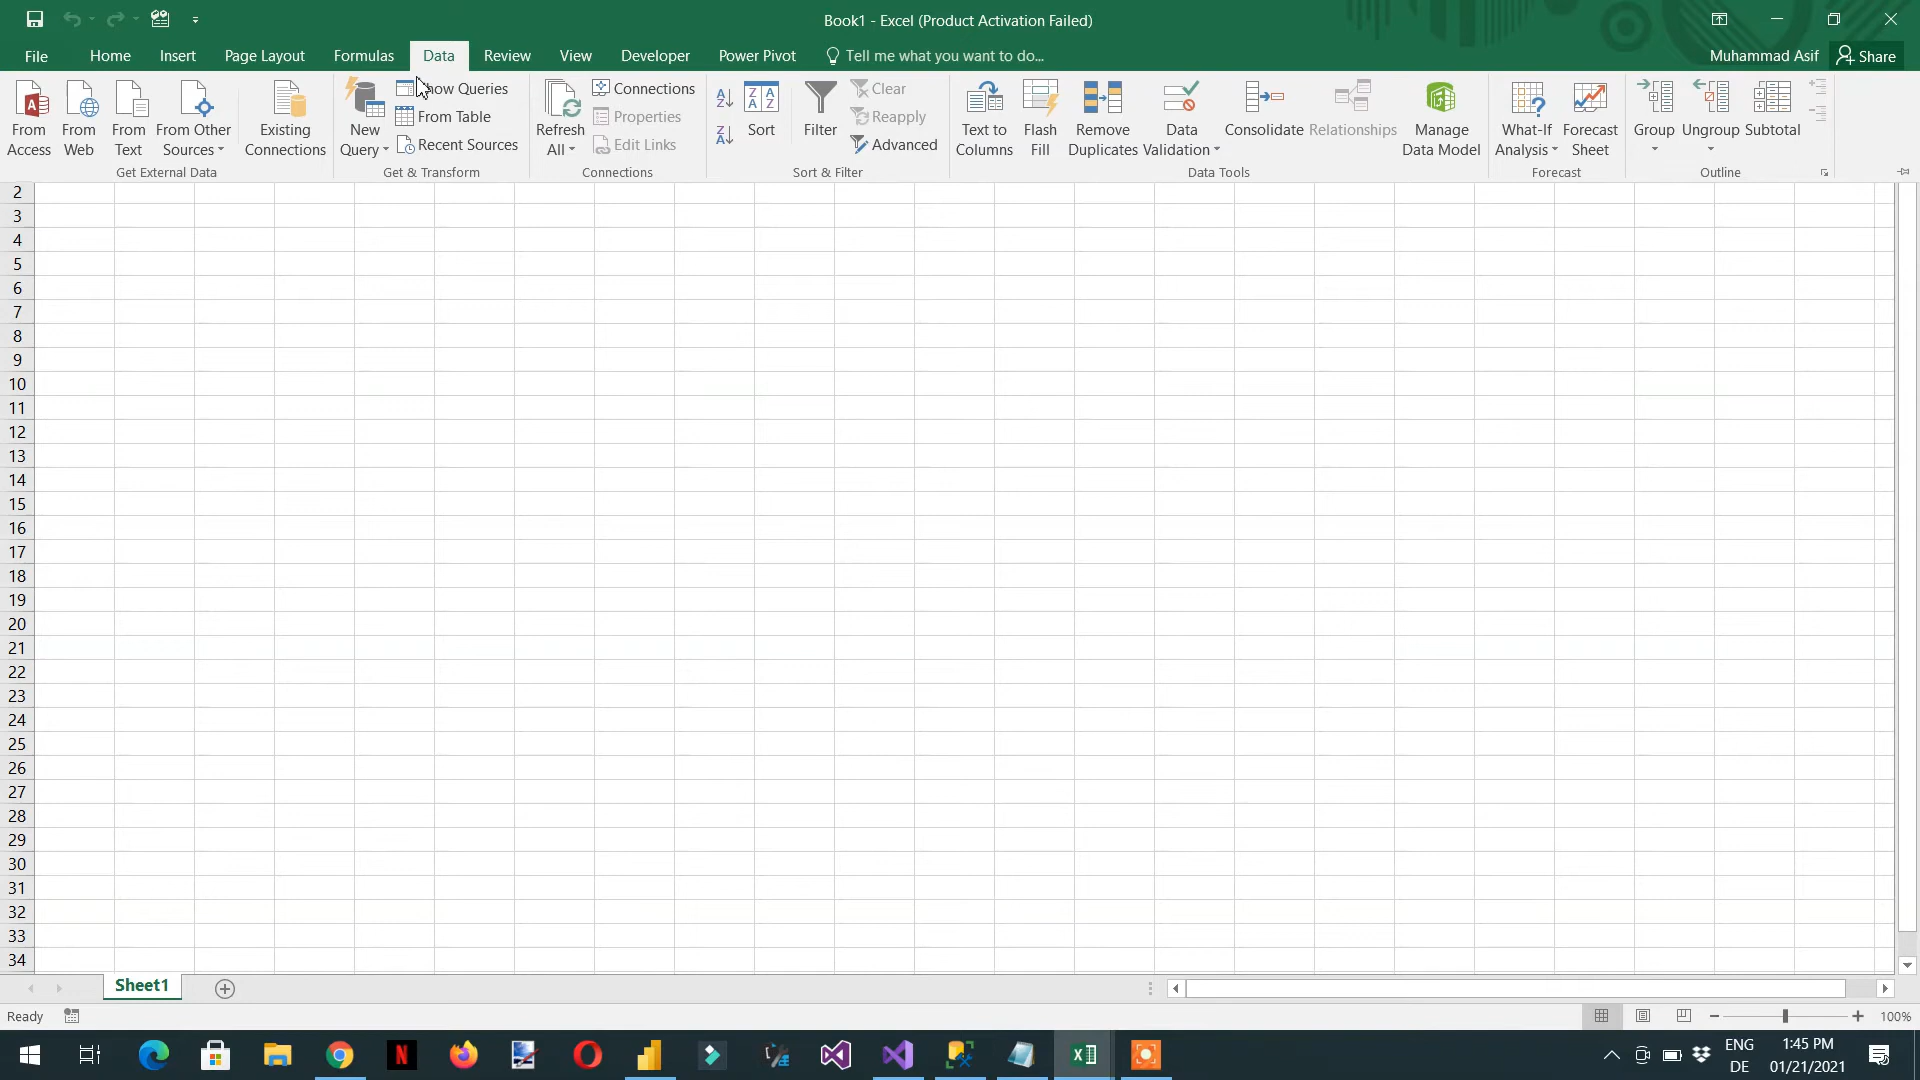 Book1 - Excel (Product Activation Failed)
File Home Insert Page Layout Formulas Data Review View Developer Power Pivot Tell me what you want to do... Muhammad Asif Share
From Access
From Web
From Text
From Other Sources
Existing Connections
Get External Data
New Query
From Table
Recent Sources
Get & Transform
Refresh All
Connections
Properties
Edit Links
Connections
Sort
Filter
Clear
Reapply
Advanced
Sort & Filter
Text to Columns
Flash Fill
Remove Duplicates
Data Validation
Consolidate
Relationships
Manage Data Model
Data Tools
What-If Analysis
Forecast Sheet
Forecast
Group
Ungroup
Subtotal
Outline
2
3
4
5
6
7
8
9
10
11
12
13
14
15
16
17
18
19
20
21
22
23
24
25
26
27
28
29
30
31
32
33
34
Sheet1
Ready 100%
ENG 1:45 PM
DE 01/21/2021